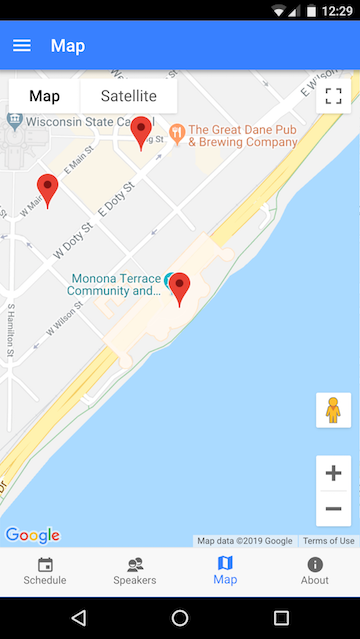 12:29
Map
Map
Satellite
E Wilson
Wisconsin State
The Great Dane Pub
& Brewing Company
g St
E Main St
W Main
E Doty St
W Doty St
Monona Terrace
Community and...
W Wilson St
S Hamilton St
Google
Map data ©2019 Google
Terms of Use
Schedule
Speakers
Map
About